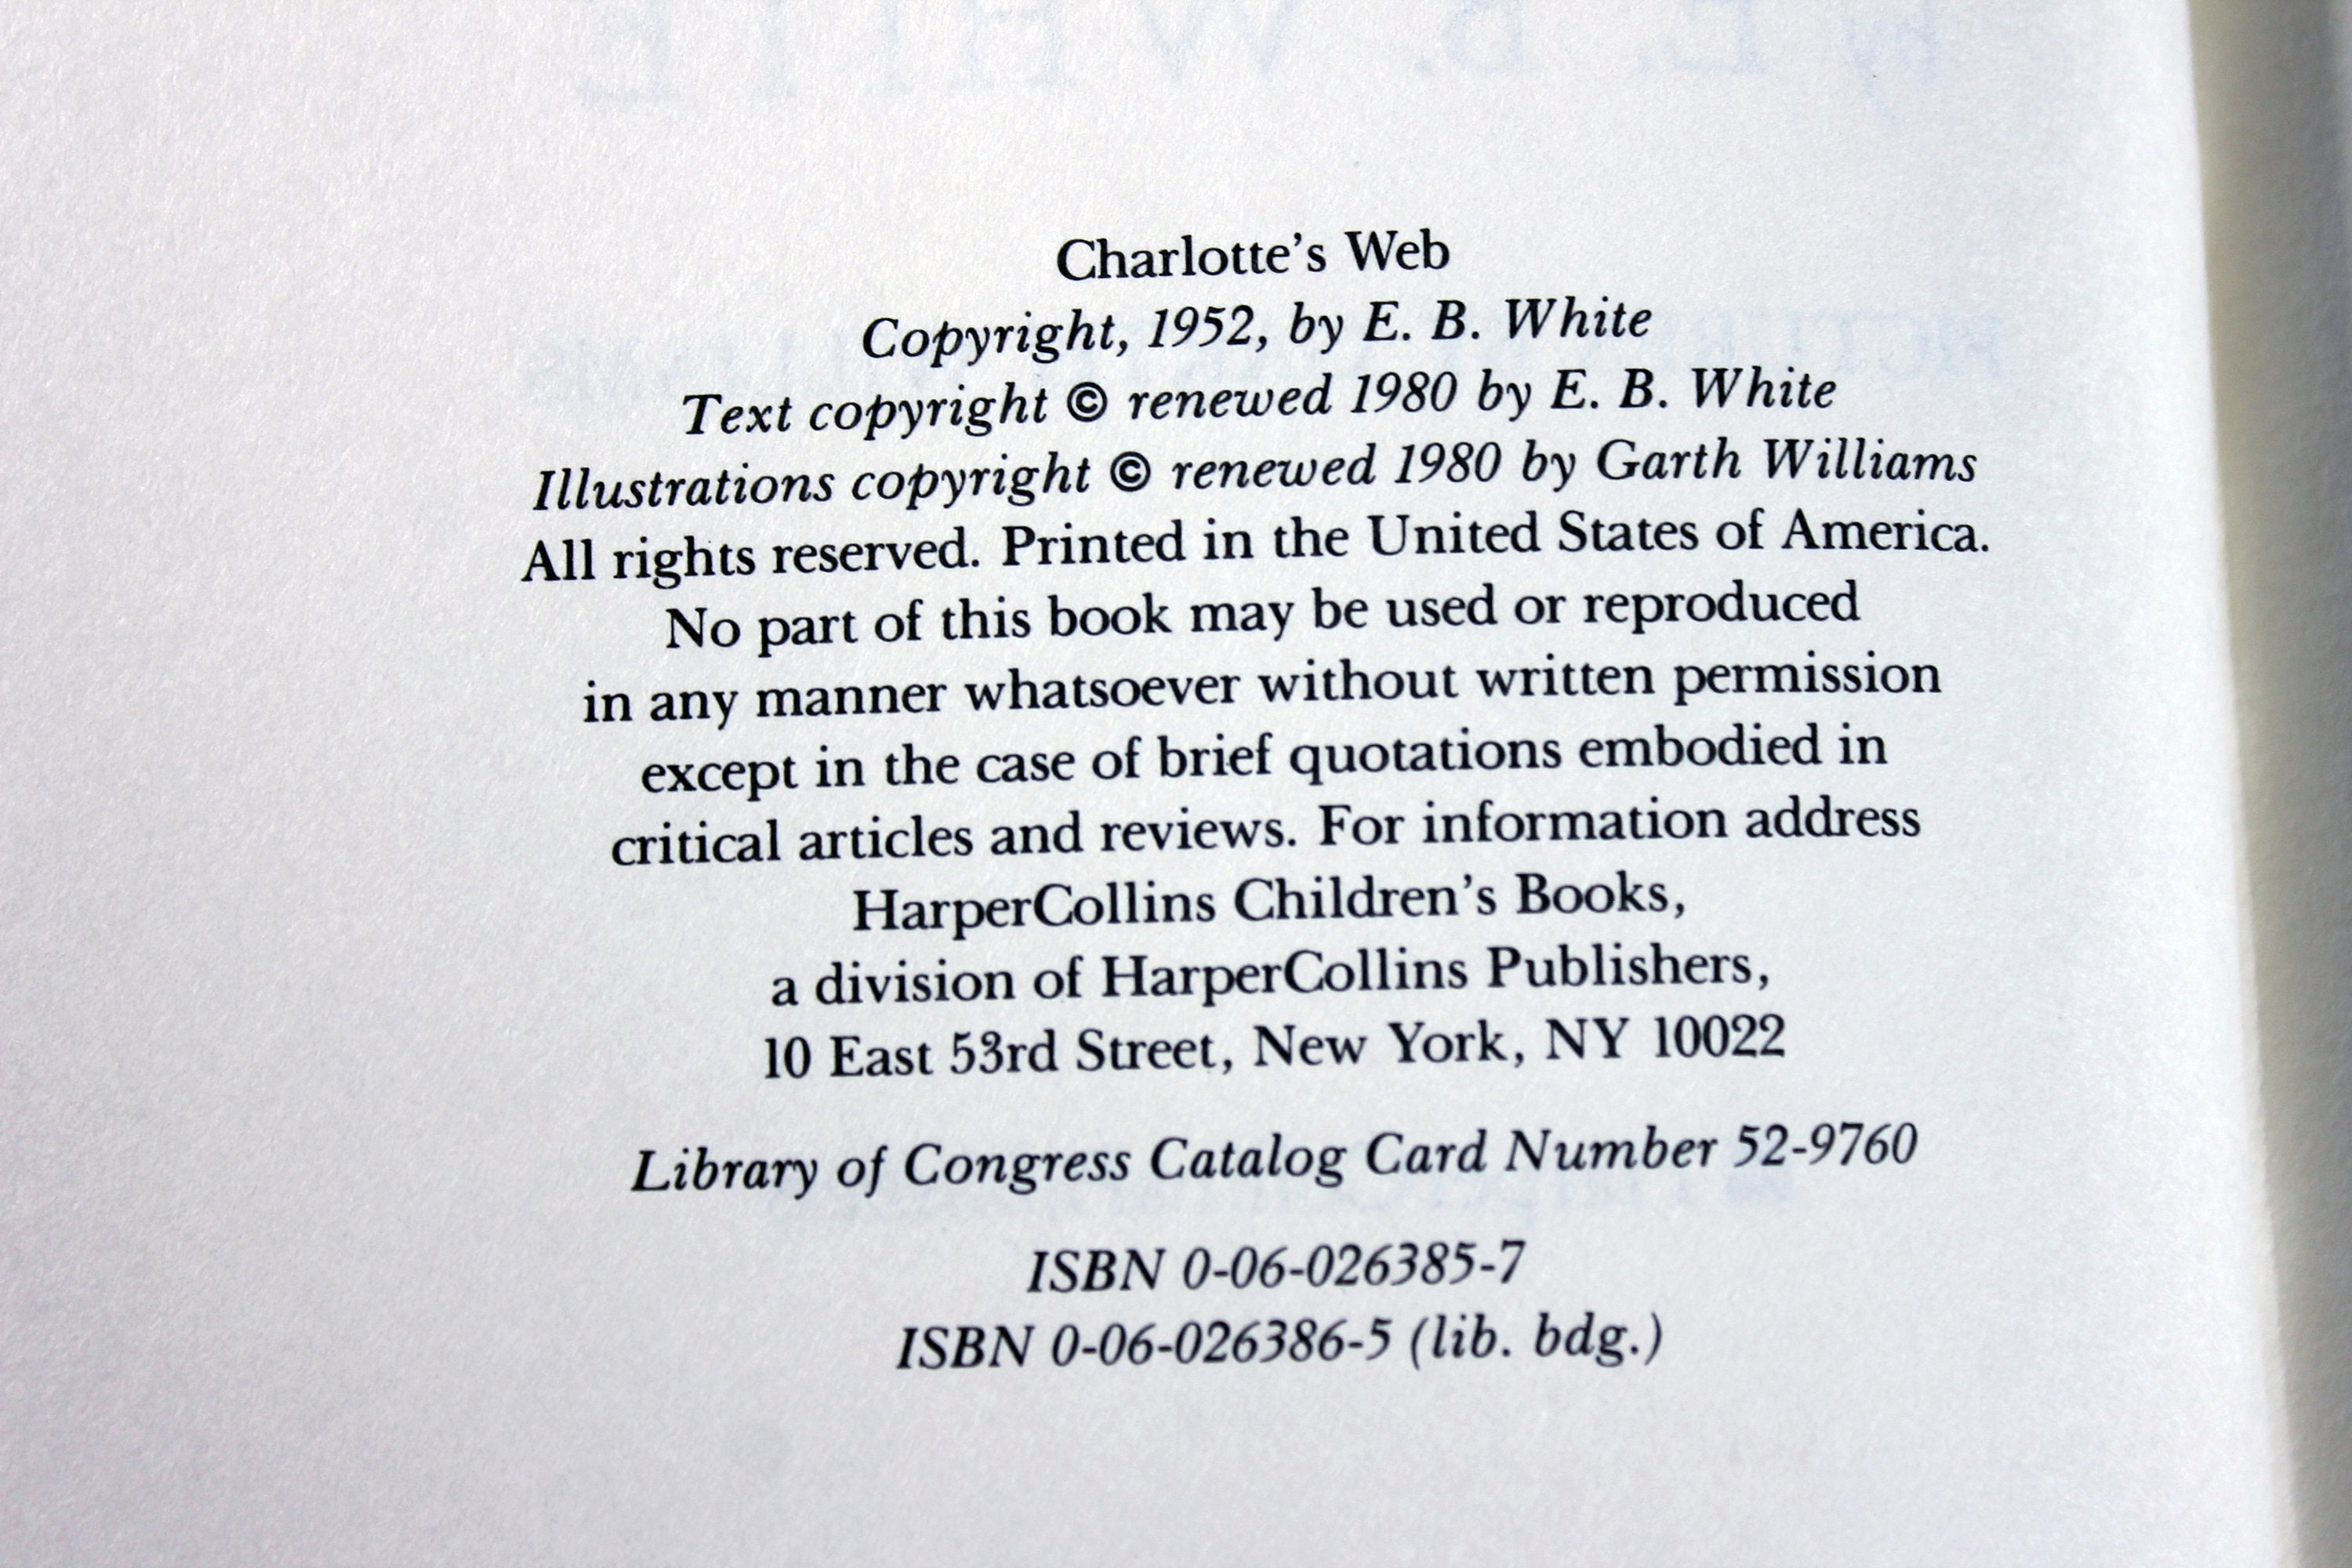 Charlotte's Web
Copyright, 1952, by E. B. White
Text copyright © renewed 1980 by E. B. White
Illustrations copyright © renewed 1980 by Garth Williams
All rights reserved. Printed in the United States of America.
No part of this book may be used or reproduced
in any manner whatsoever without written permission
except in the case of brief quotations embodied in
critical articles and reviews. For information address
HarperCollins Children's Books,
a division of HarperCollins Publishers,
10 East 53rd Street, New York, NY 10022
Library of Congress Catalog Card Number 52-9760
ISBN 0-06-026385-7
ISBN 0-06-026386-5 (lib. bdg.)